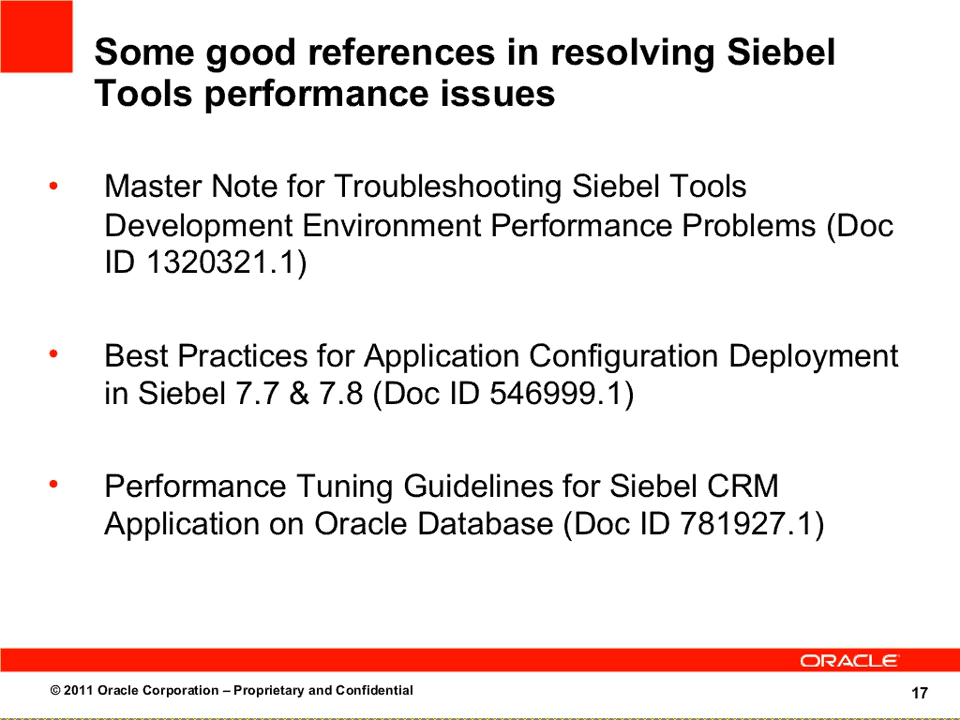 Some good references in resolving Siebel
Tools performance issues
• Master Note for Troubleshooting Siebel Tools
Development Environment Performance Problems (Doc
ID 1320321.1)
• Best Practices for Application Configuration Deployment
in Siebel 7.7 & 7.8 (Doc ID 546999.1)
• Performance Tuning Guidelines for Siebel CRM
Application on Oracle Database (Doc ID 781927.1)
ORACLE
© 2011 Oracle Corporation – Proprietary and Confidential
17